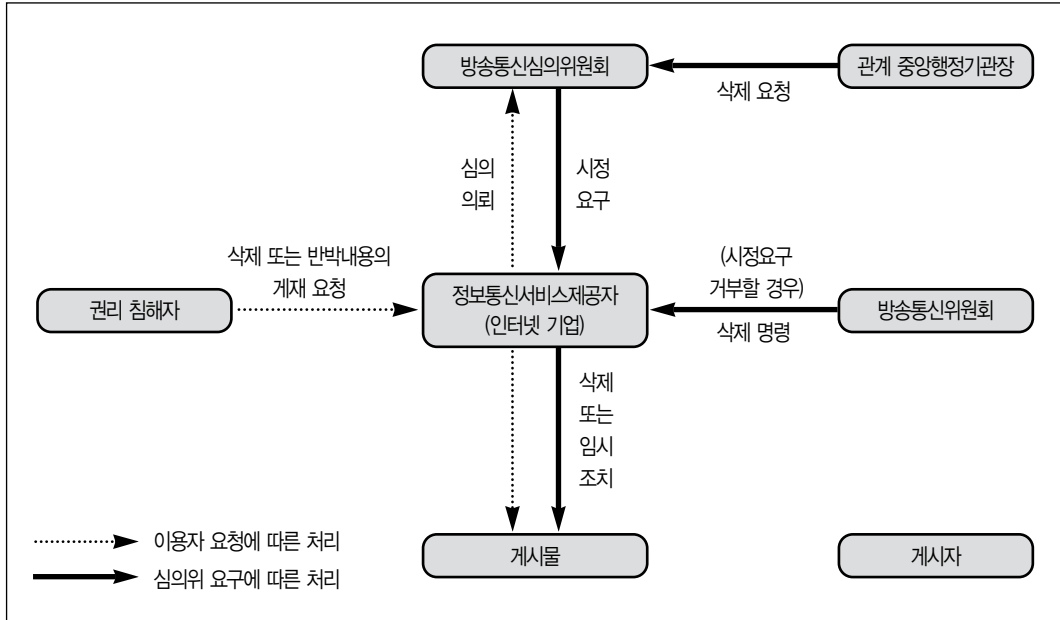 방송통신심의위원회
관계 중앙행정기관장
삭제 요청
심의
의뢰
시정
요구
삭제 또는 반박내용의
게재 요청
(시정요구
거부할 경우)
권리 침해자
정보통신서비스제공자
(인터넷 기업)
방송통신위원회
삭제 명령
삭제
또는
임시
조치
이용자 요청에 따른 처리
심의위 요구에 따른 처리
게시물
게시자